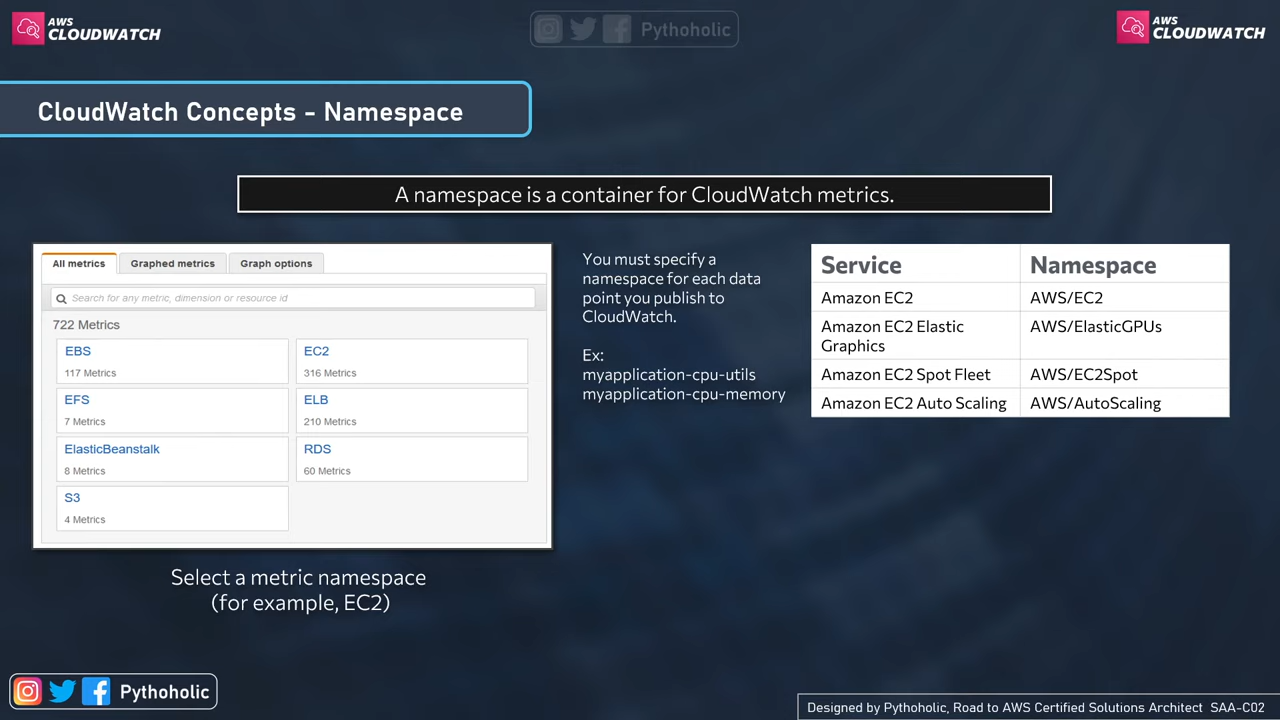 AWS
CLOUDWATCH
Pythoholic
AWS
CLOUDWATCH
CloudWatch Concepts - Namespace
A namespace is a container for CloudWatch metrics.
All metrics
Graphed metrics
Graph options
Search for any metric, dimension or resource id
722 Metrics
EBS
117 Metrics
EC2
316 Metrics
EFS
7 Metrics
ELB
210 Metrics
ElasticBeanstalk
8 Metrics
RDS
60 Metrics
S3
4 Metrics
Select a metric namespace
(for example, EC2)
You must specify a
namespace for each data
point you publish to
CloudWatch.
Ex:
myapplication-cpu-utils
myapplication-cpu-memory
Service Namespace
Amazon EC2 AWS/EC2
Amazon EC2 Elastic AWS/ElasticGPUs
Graphics
Amazon EC2 Spot Fleet AWS/EC2Spot
Amazon EC2 Auto Scaling AWS/AutoScaling
Pythoholic
Designed by Pythoholic, Road to AWS Certified Solutions Architect SAA-C02